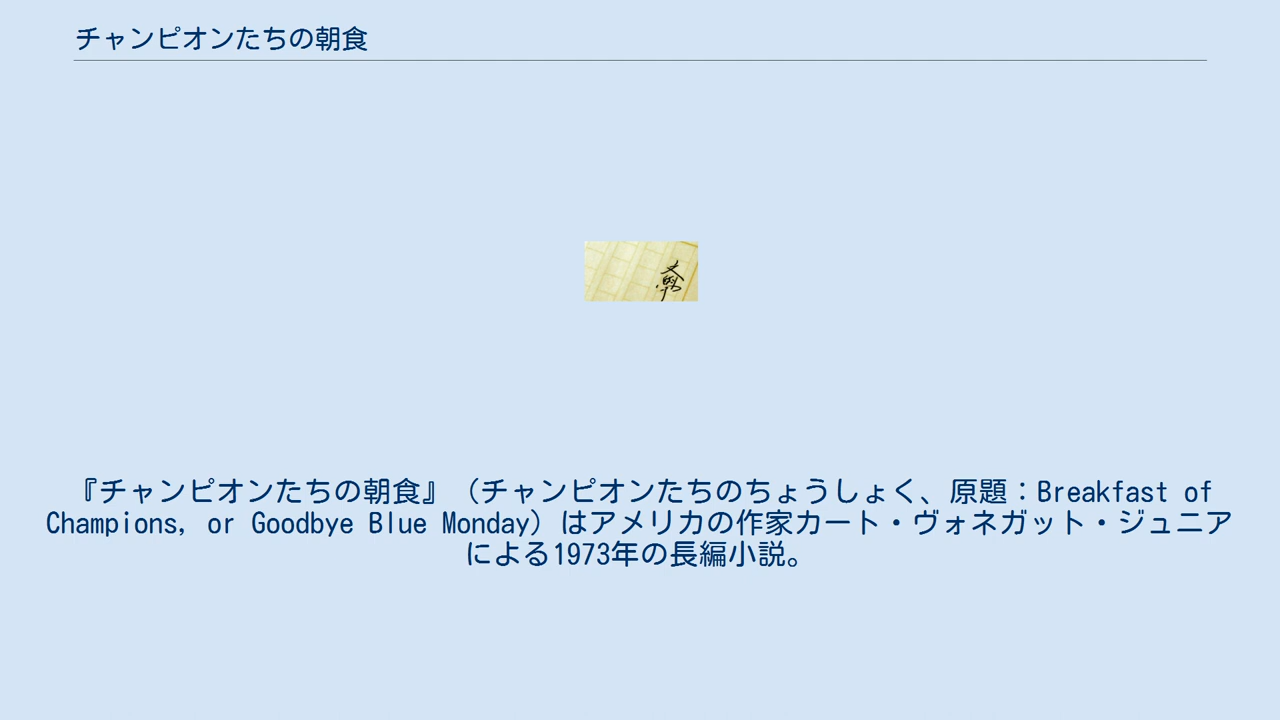 チャンピオンたちの朝食
『チャンピオンたちの朝食』（チャンピオンたちのちょうしょく、原題：Breakfast of
Champions, or Goodbye Blue Monday）はアメリカの作家カート・ヴォネガット・ジュニア
による1973年の長編小説。